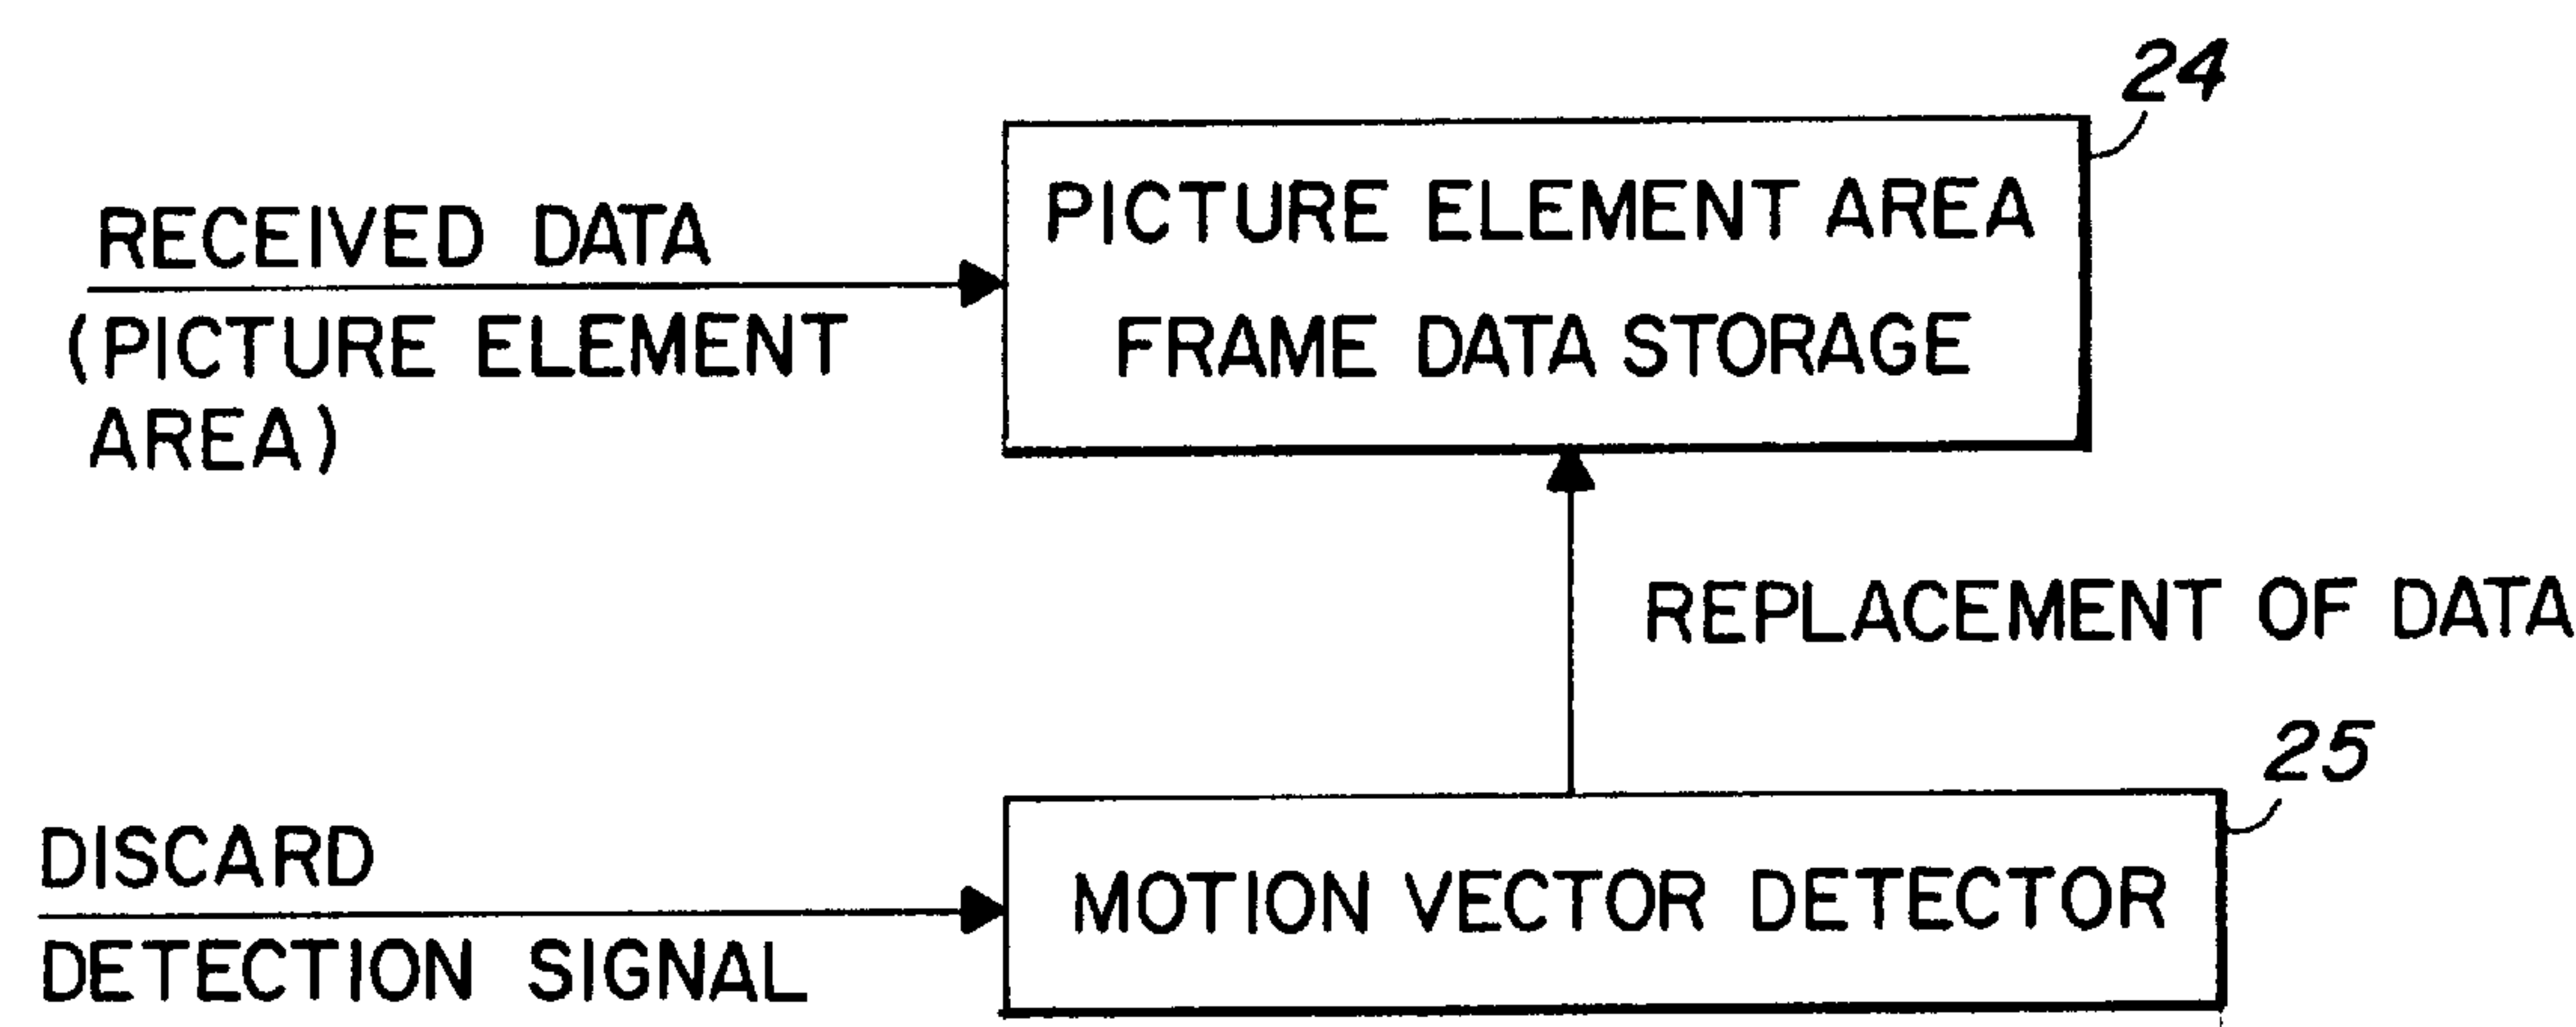 24
RECEIVED DATA
(PICTURE ELEMENT
AREA)
PICTURE ELEMENT AREA
FRAME DATA STORAGE
REPLACEMENT OF DATA
25
DISCARD
DETECTION SIGNAL
MOTION VECTOR DETECTOR